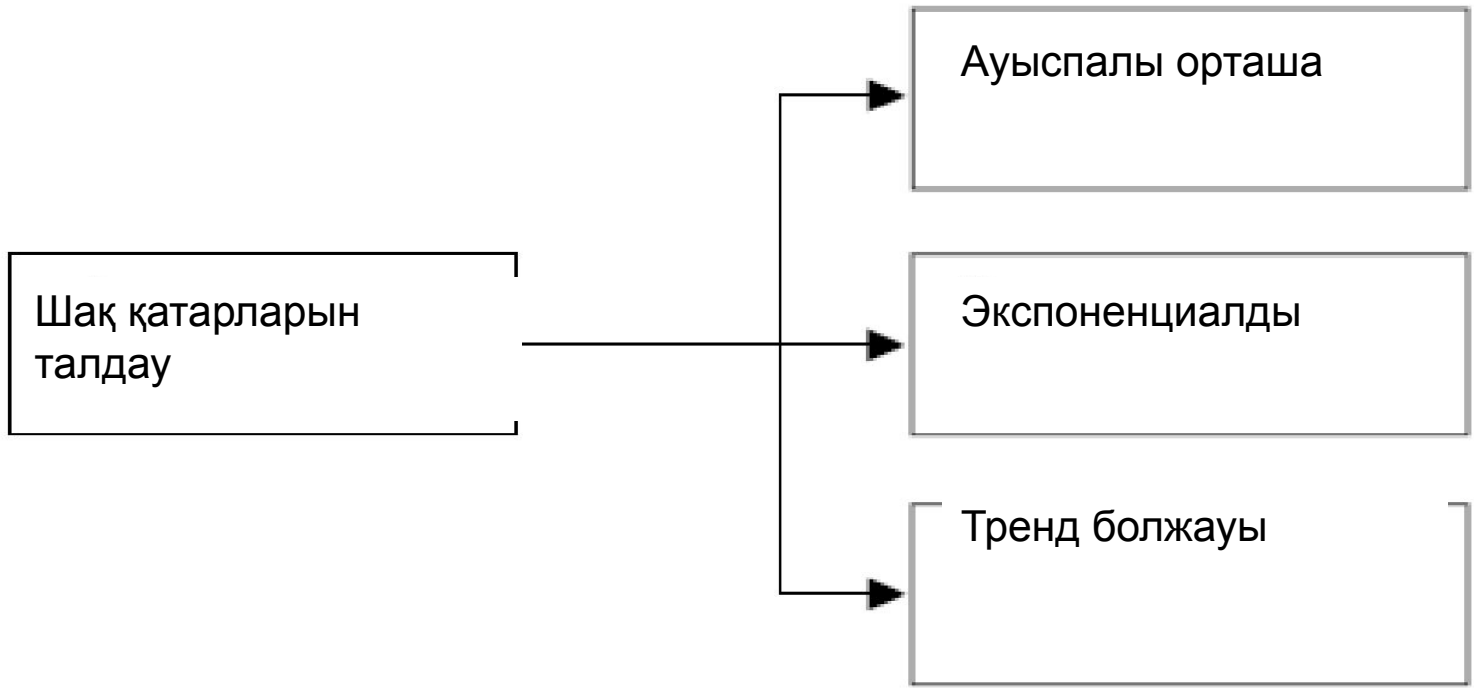 Ауыспалы орташа
Шақ қатарларын
талдау
Экспоненциалды
Тренд болжауы